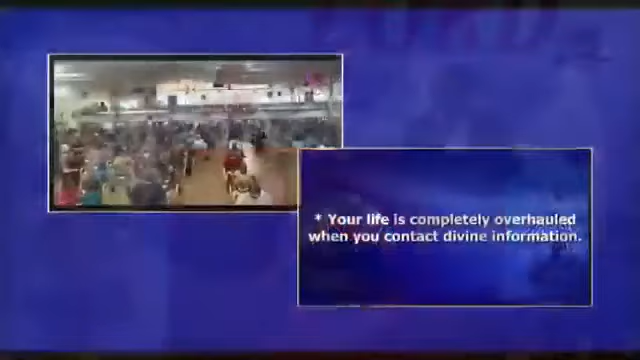 * Your life is completely overhauled
when you contact divine information.